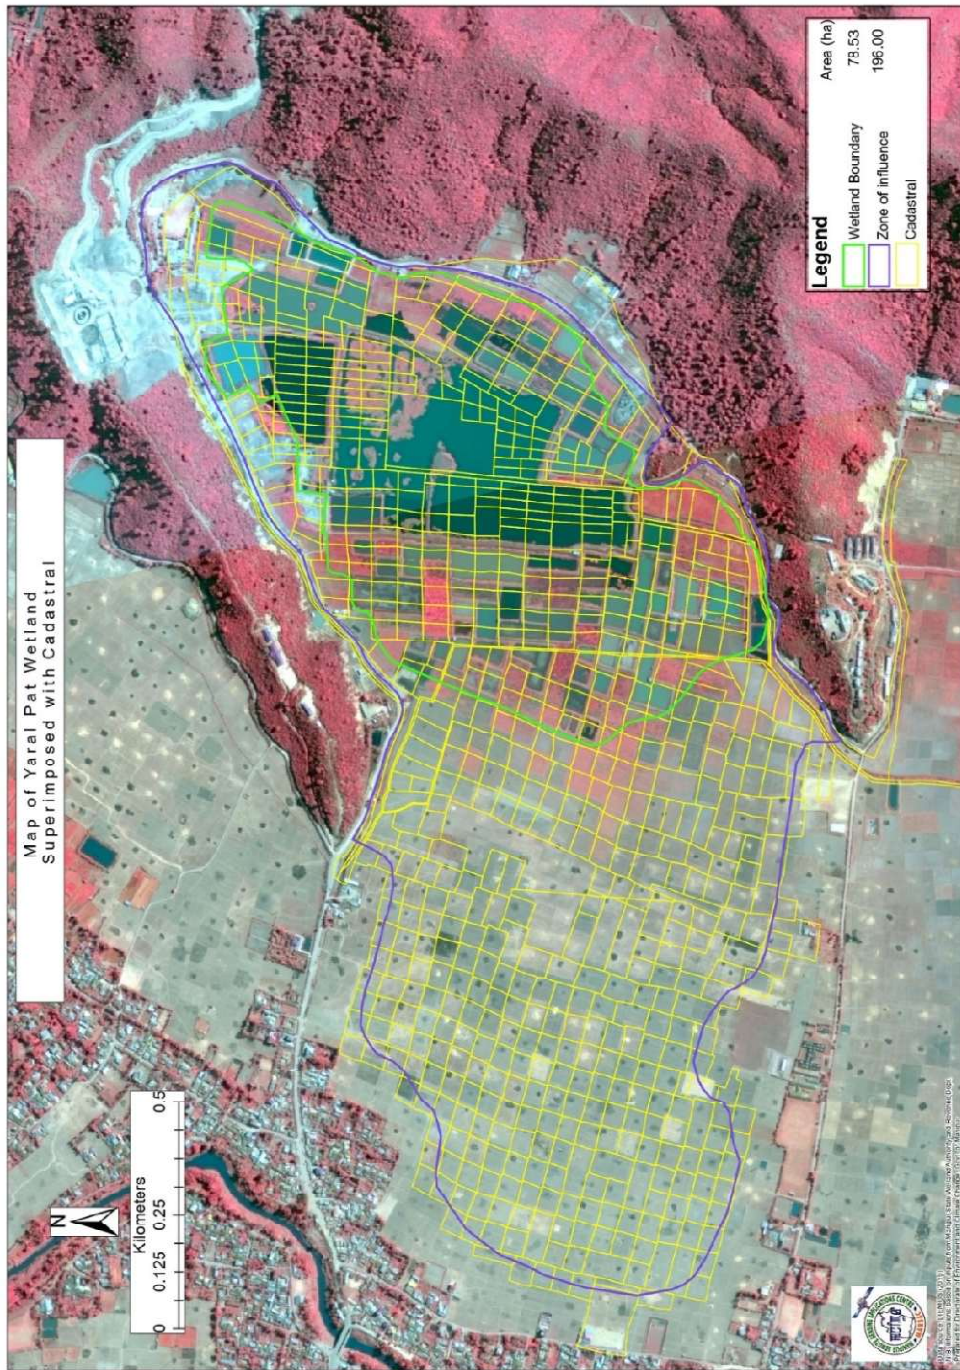 Map of Yaral Pat Wetland
Superimposed with Cadastral
N
Kilometers
0 0.125 0.25 0.5
Legend
Area (ha)
Wetland Boundary 78.53
Zone of influence 196.00
Cadastral